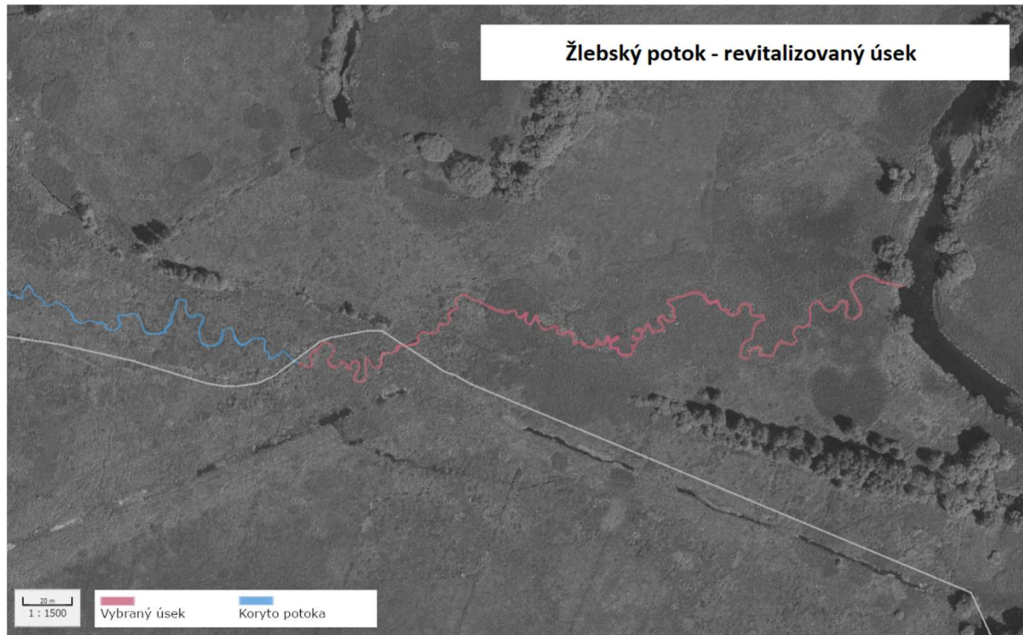 Žlebský potok - revitalizovaný úsek
20 m
1 : 1500
Vybraný úsek
Koryto potoka